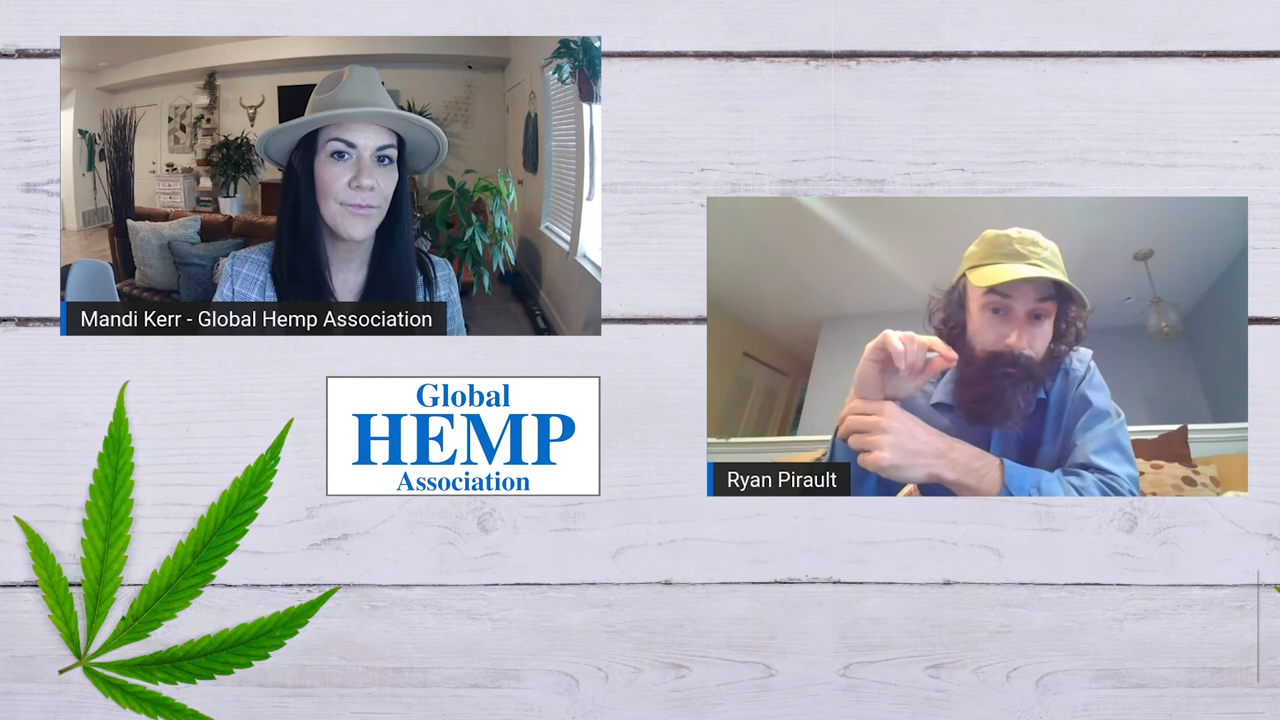 Mandi Kerr - Global Hemp Association
Global
HEMP
Association
Ryan Pirault